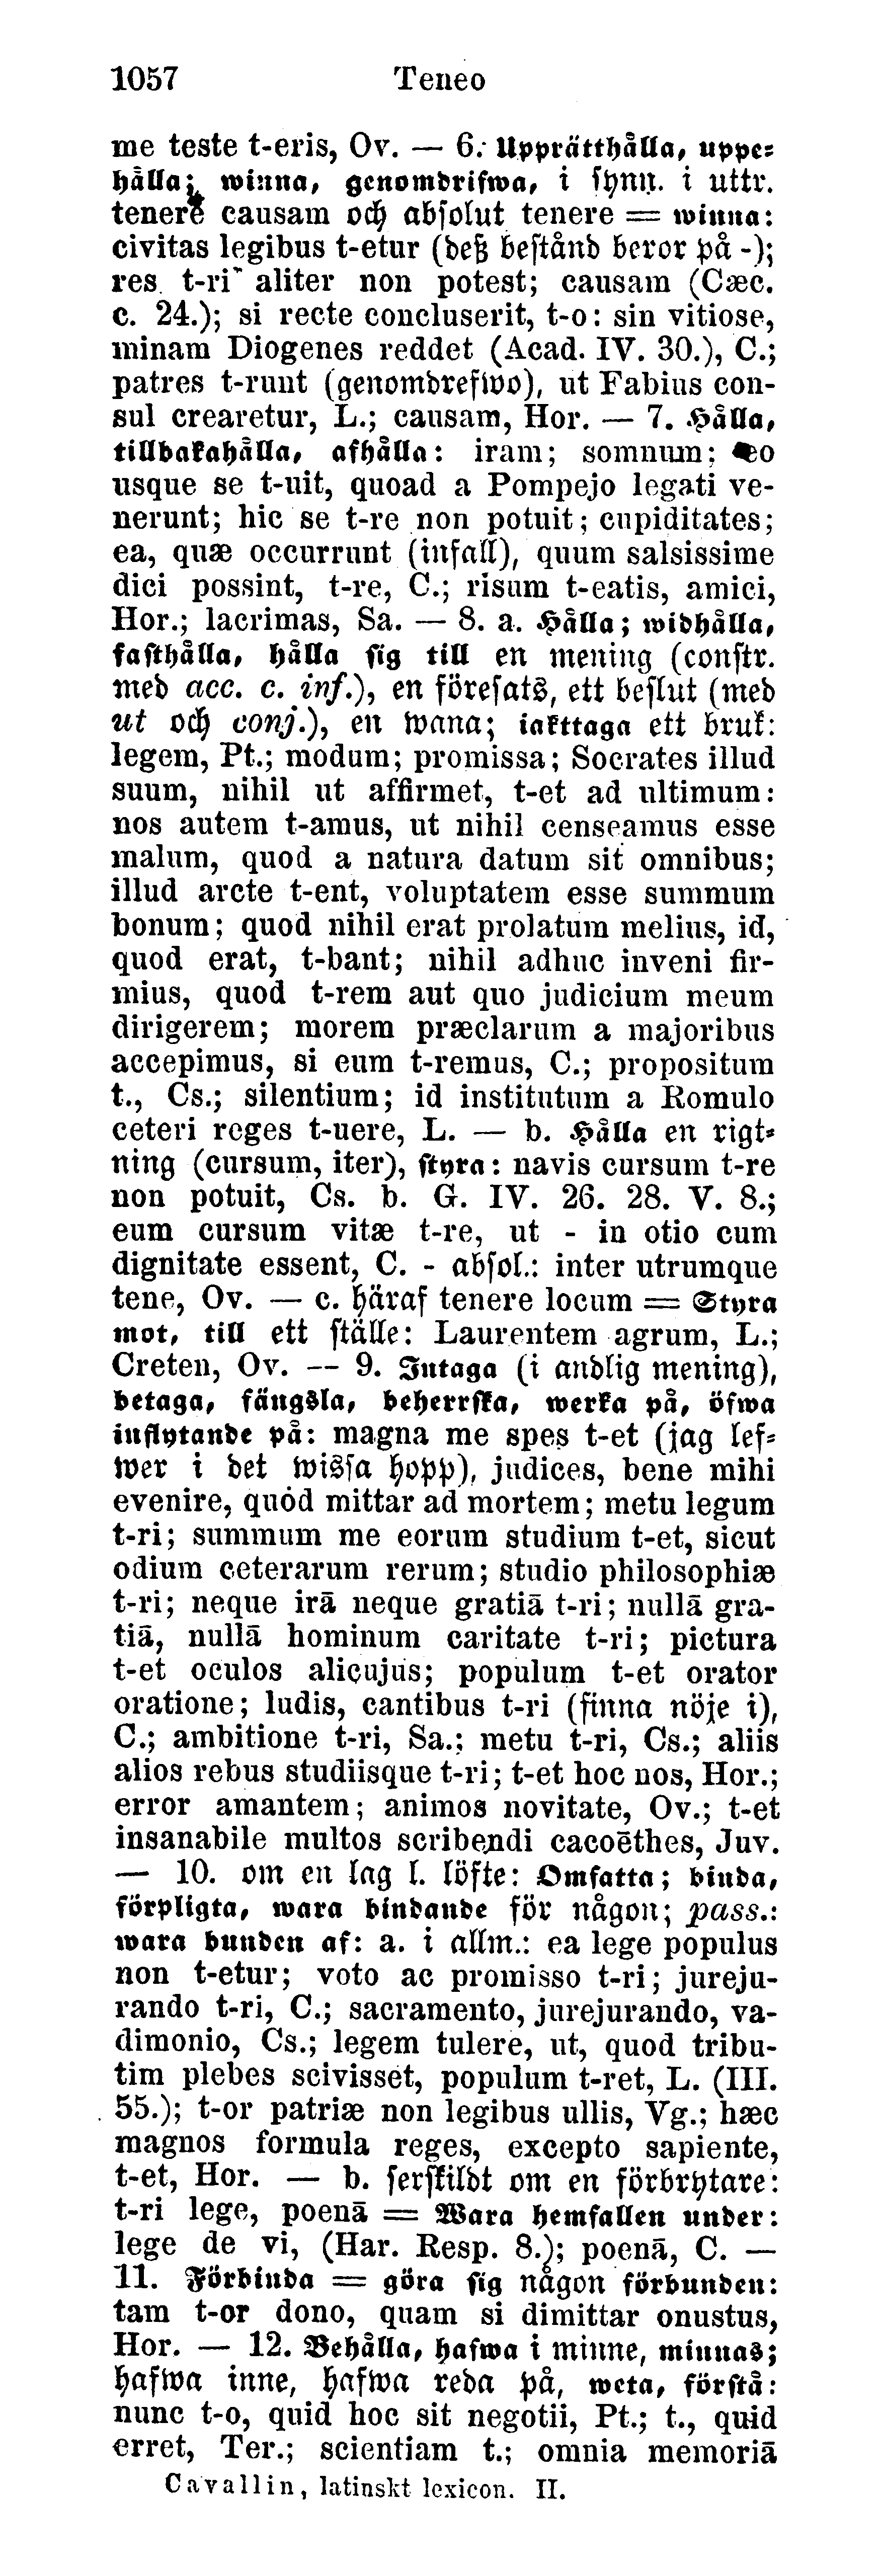 1057 Teneo
me teste t-eris, Ov. — 6. Upprätthålla, uppe-
hålla; winna, genomdrifwa, i synn. i uttr.
tenere causam och absolut tenere = winna:
civitas legibus t-etur (deß bestånd beror på -);
res t-ri aliter non potest; causam (Cæc.
c. 24.); si recte concluserit, t-o: sin vitiose,
minam Diogenes reddet (Acad. IV. 30.), C.;
patres t-runt (genomdrefwo), ut Fabius con-
sul crearetur, L.; causam, Hor. — 7. Hålla,
tillbakahålla, afhålla: iram; somnum; eo
usque se t-uit, quoad a Pompejo legati ve-
nerunt; hic se t-re non potuit; cupiditates;
ea, quæ occurrunt (infall), quum salsissime
dici possint, t-re, C.; risum t-eatis, amici,
Hor.; lacrimas, Sa. — 8. a. Hålla; widhålla,
fasthålla, hålla sig till en mening (constr.
med acc. c. inf.), en föresats, ett beslut (med
ut och conj.), en wana; iakttaga ett bruk:
legem, Pt.; modum; promissa; Socrates illud
suum, nihil ut affirmet, t-et ad ultimum:
nos autem t-amus, ut nihil censeamus esse
malum, quod a natura datum sit omnibus;
illud arcte t-ent, voluptatem esse summum
bonum; quod nihil erat prolatum melius, id,
quod erat, t-bant; nihil adhuc inveni fir-
mius, quod t-rem aut quo judicium meum
dirigerem; morem præclarum a majoribus
accepimus, si eum t-remus, C.; propositum
t., Cs.; silentium; id institutum a Romulo
ceteri reges t-uere, L. — b. Hålla en rigt-
ning (cursum, iter), styra: navis cursum t-re
non potuit, Cs. b. G. IV. 26. 28. V. 8.;
eum cursum vitæ t-re, ut - in otio cum
dignitate essent, C. - absol.: inter utrumque
tene, Ov. — c. häraf tenere locum = Styra
mot, till ett ställe: Laurentem agrum, L.;
Creten, Ov. — 9. Intaga (i andlig mening),
betaga, fängsla, beherrska, werka på, öfwa
inflytande på: magna me spes t-et (jag lef-
wer i det wissa hopp), judices, bene mihi
evenire, quod mittar ad mortem; metu legum
t-ri; summum me eorum studium t-et, sicut
odium ceterarum rerum; studio philosophiæ
t-ri; neque irā neque gratiā t-ri; nullā gra-
tiā, nullā hominum caritate t-ri; pictura
t-et oculos alicujus; populum t-et orator
oratione; ludis, cantibus t-ri (finna nöje i),
C.; ambitione t-ri, Sa.; metu t-ri, Cs.; aliis
alios rebus studiisque t-ri; t-et hoc nos, Hor.;
error amantem; animos novitate, Ov.; t-et
insanabile multos scribendi cacoēthes, Juv.
— 10. om en lag l. löfte: Omfatta; binda,
förpligta, wara bindande för någon; pass.:
wara bunden af: a. i allm.: ea lege populus
non t-etur; voto ac promisso t-ri; jureju-
rando t-ri, C.; sacramento, jurejurando, va-
dimonio, Cs.; legem tulere, ut, quod tribu-
tim plebes scivisset, populum t-ret, L. (III.
55.); t-or patriæ non legibus ullis, Vg.; hæc
magnos formula reges, excepto sapiente,
t-et, Hor. — b. serskildt om en förbrytare:
t-ri lege, poenā = Wara hemfallen under:
lege de vi, (Har. Resp. 8.); poenā, C. —
11. Förbinda = göra sig någon förbunden:
tam t-or dono, quam si dimittar onustus,
Hor. — 12. Behålla, hafwa i minne, minnas;
hafwa inne, hafwa reda på, weta, förstå:
nunc t-o, quid hoc sit negotii, Pt.; t., quid
erret, Ter.; scientiam t.; omnia memoriā
Cavallin, latinskt lexicon. II.